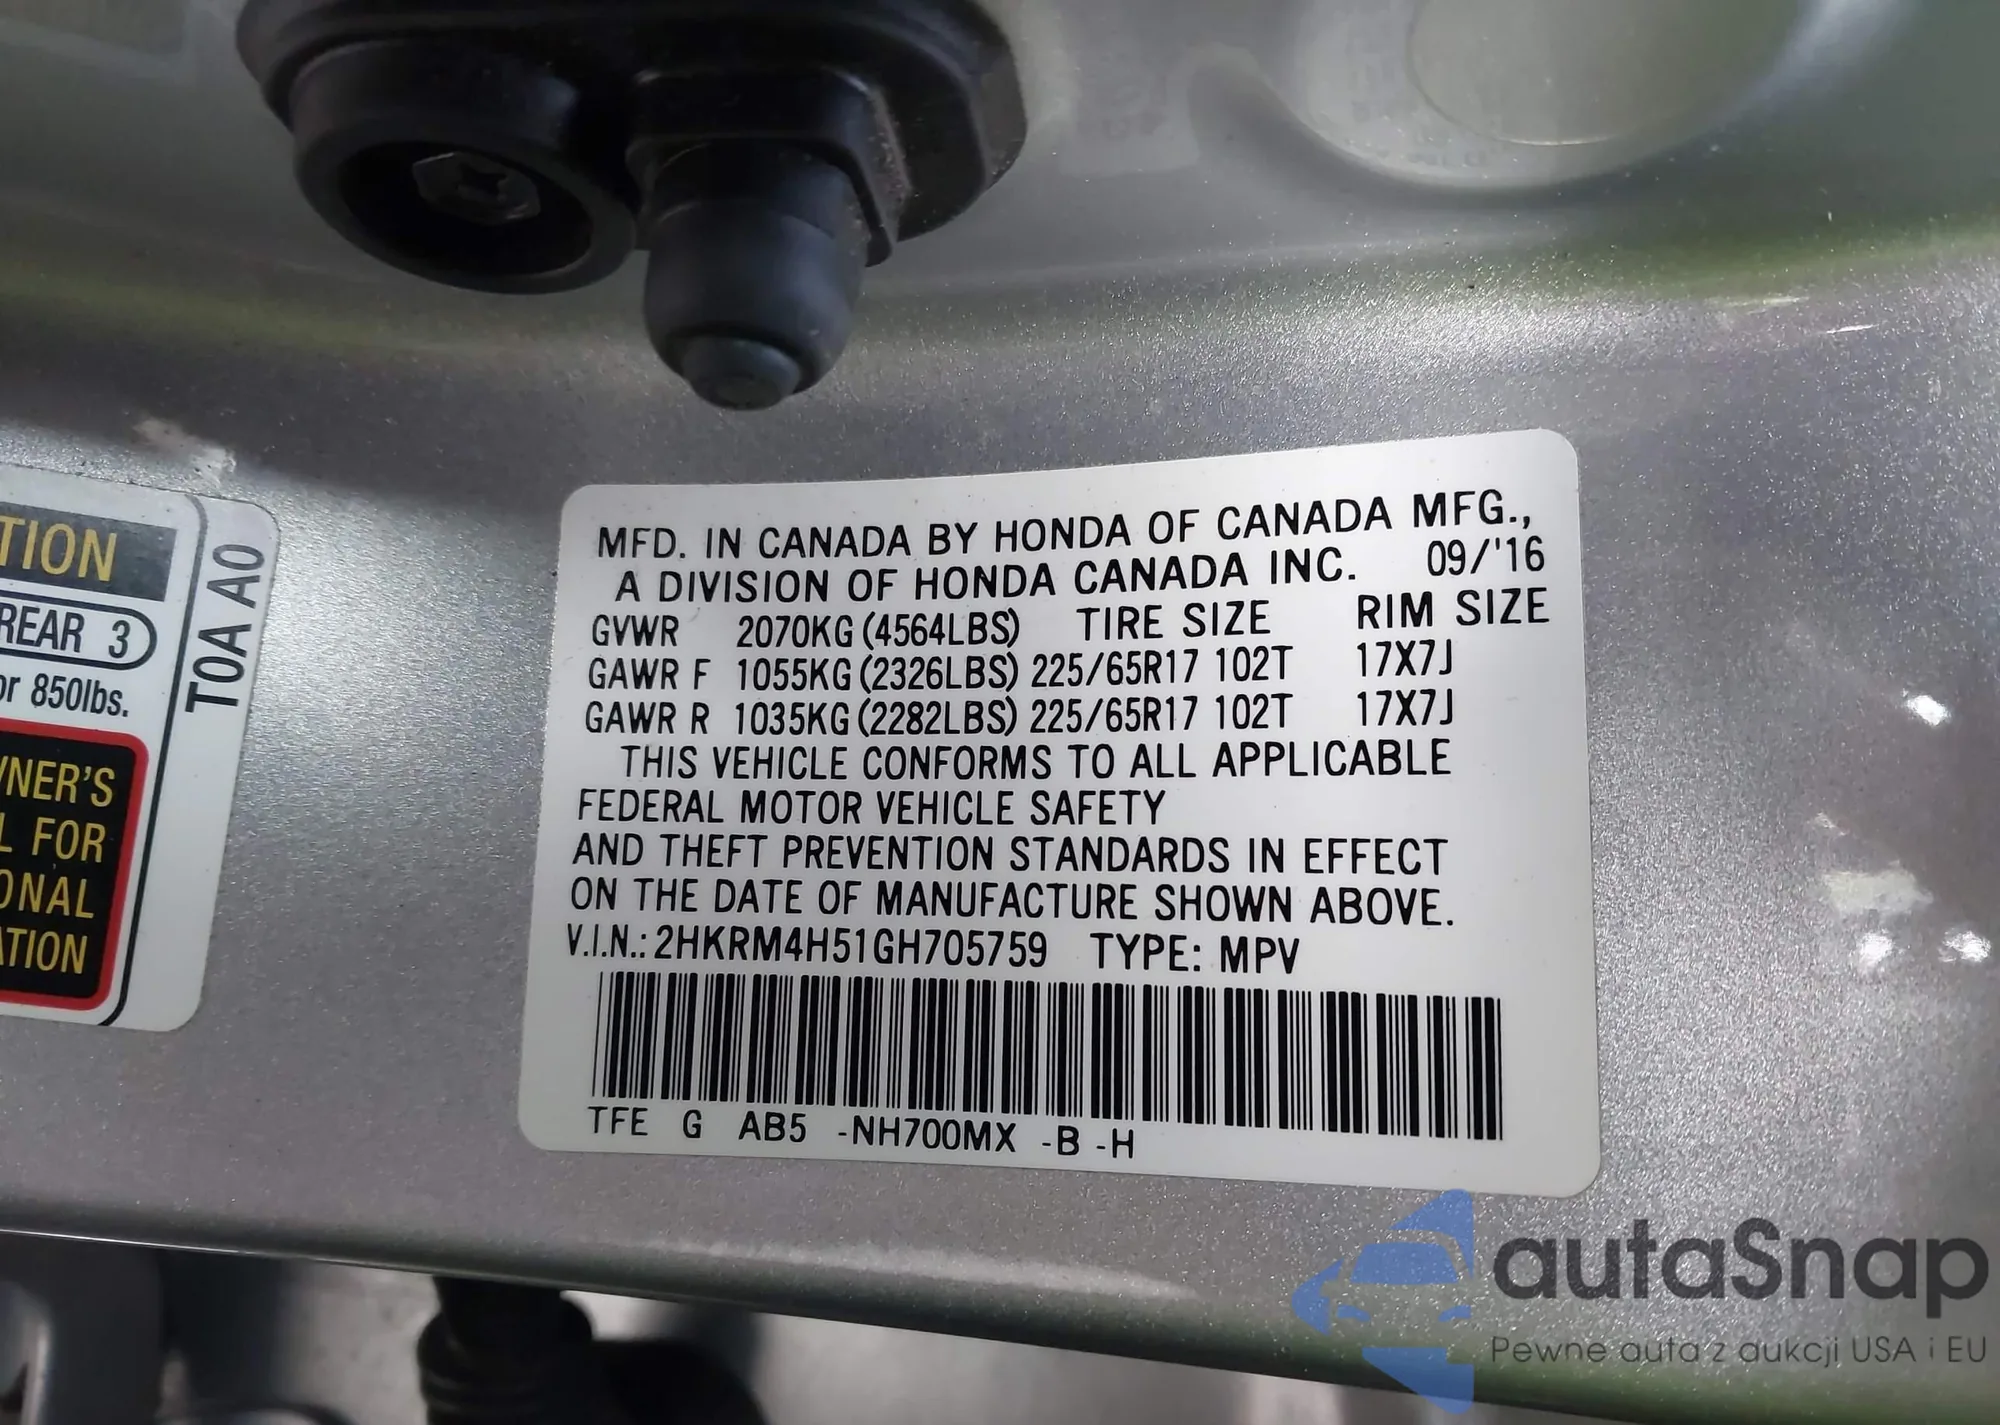 TION
REAR 3
or 850lbs.
WNER'S
L FOR
ONAL
ATION
T0A A0
MFD. IN CANADA BY HONDA OF CANADA MFG.,
A DIVISION OF HONDA CANADA INC. 09/'16
GVWR 2070KG (4564LBS) TIRE SIZE RIM SIZE
GAWR F 1055KG (2326LBS) 225/65R17 102T 17X7J
GAWR R 1035KG (2282LBS) 225/65R17 102T 17X7J
THIS VEHICLE CONFORMS TO ALL APPLICABLE
FEDERAL MOTOR VEHICLE SAFETY
AND THEFT PREVENTION STANDARDS IN EFFECT
ON THE DATE OF MANUFACTURE SHOWN ABOVE.
V.I.N.: 2HKRM4H51GH705759 TYPE: MPV
TFE G AB5 -NH700MX -B -H
autaSnap
Pewne auta z aukcji USA i EU